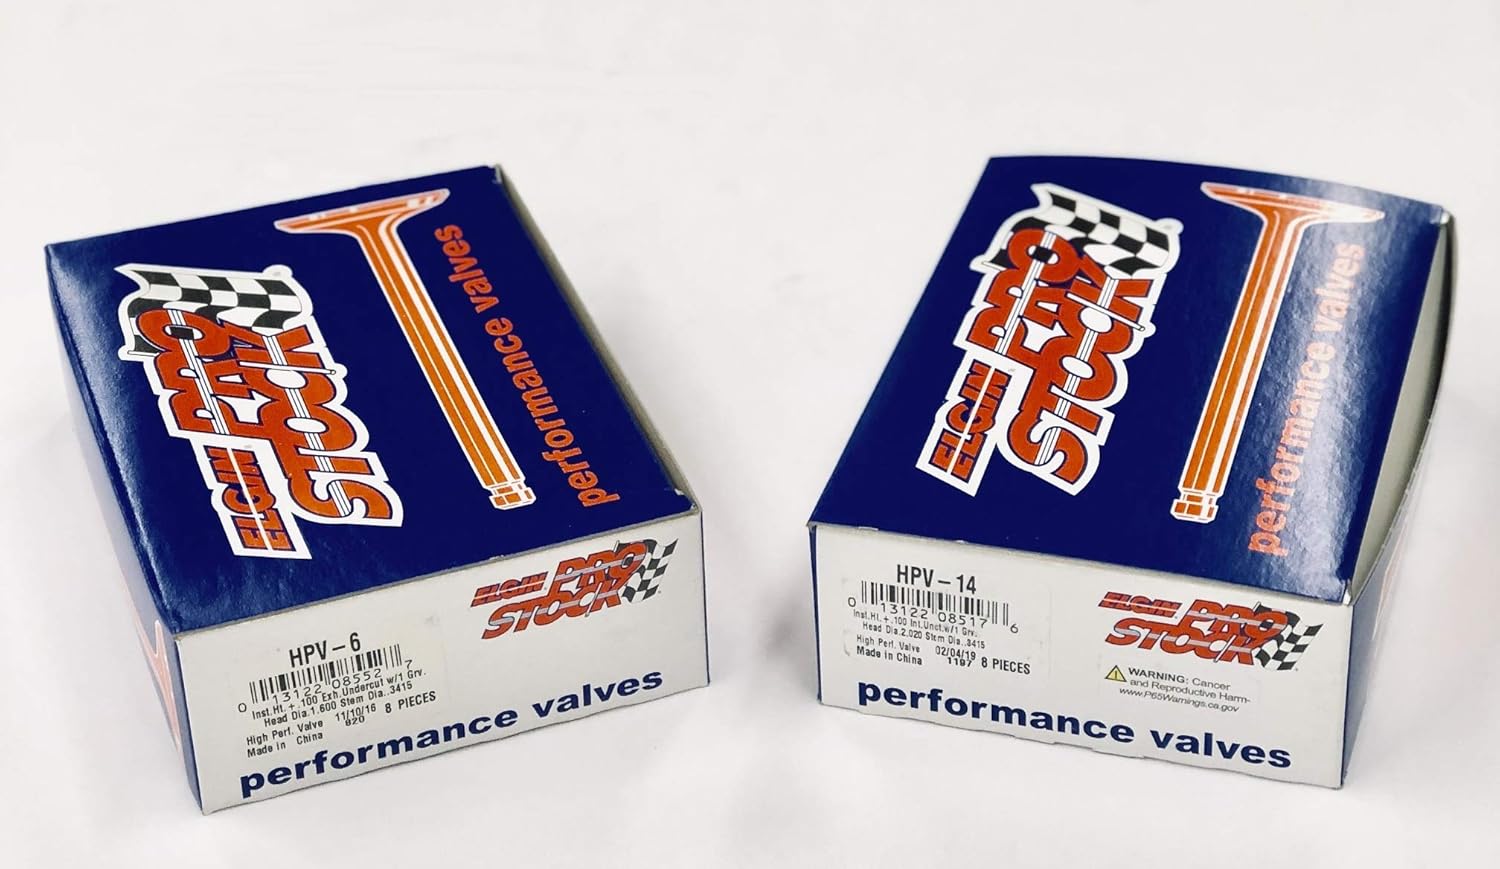 ELGIN
PRO
STOCK
performance valves
HPV-6
0 13122 08552 7
Inst.Ht. +.100 Exh.Undercut w/1 Grv.
Head Dia.1.600 Stem Dia..3415
High Perf. Valve 11/10/16 8 PIECES
Made in China 820
ELGIN PRO
STOCK
performance valves
ELGIN
PRO
STOCK
performance valves
HPV-14
0 13122 08517 6
Inst.Ht.+.100 Int.Unct.w/1 Grv.
Head Dia.2.020 Stem Dia..3415
High Perf. Valve 02/04/19 8 PIECES
Made in China 1197
ELGIN PRO
STOCK
WARNING: Cancer
and Reproductive Harm-
www.P65Warnings.ca.gov
performance valves